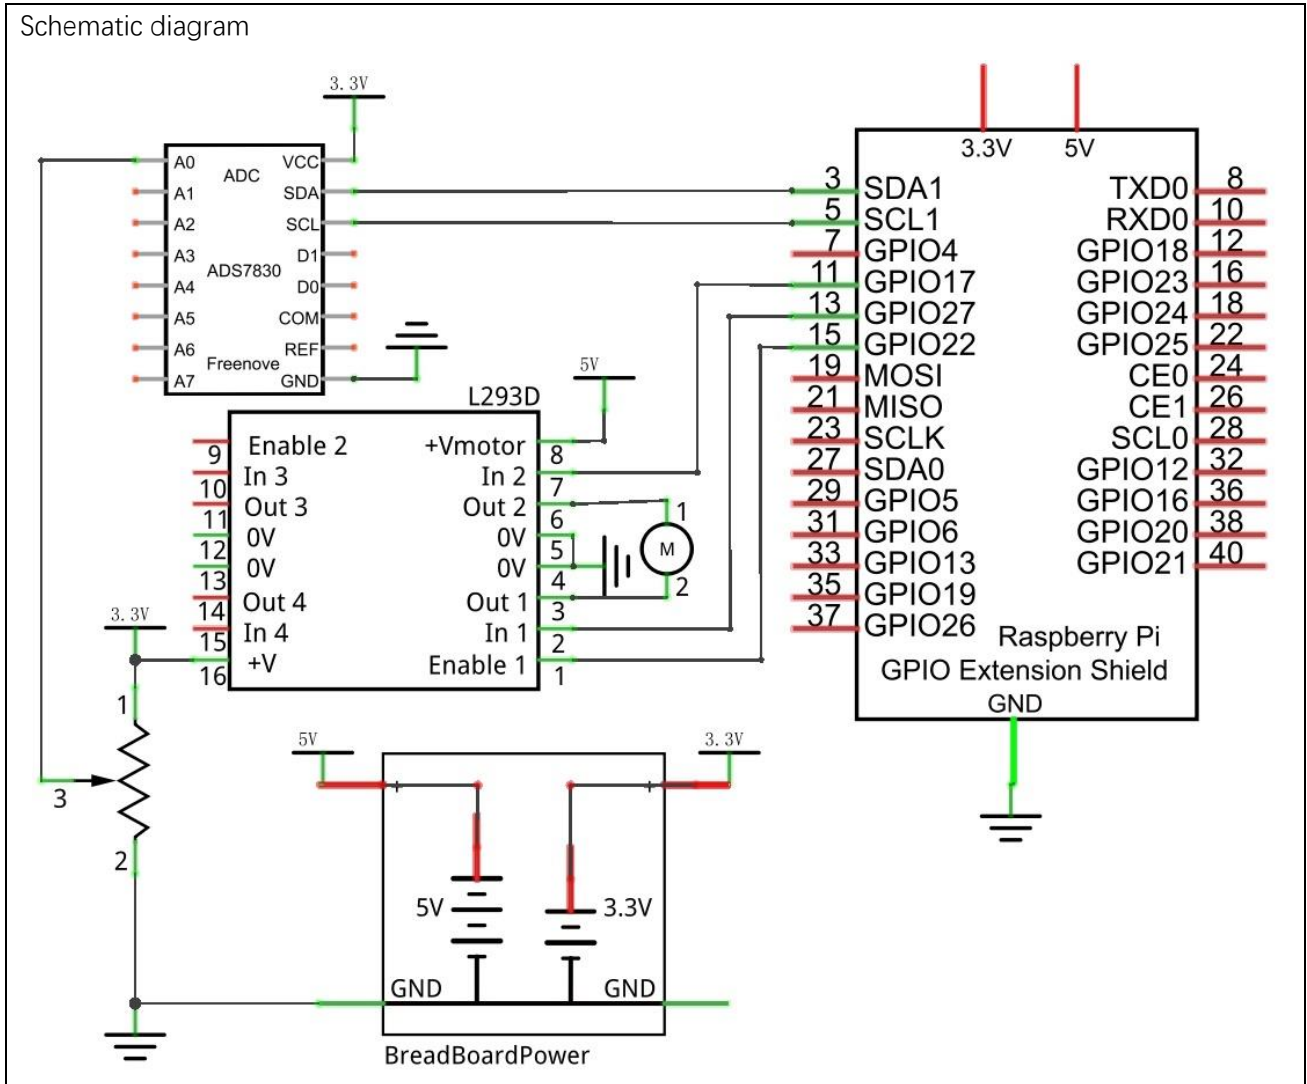 Schematic diagram
3.3V
A0 VCC
ADC
A1 SDA
A2 SCL
A3 D1
ADS7830
A4 D0
A5 COM
A6 REF
Freenove
A7 GND
5V
L293D
Enable 2 +Vmotor
9 8
In 3 In 2
10 7
Out 3 Out 2
11 6
0V 0V
12 5
0V 0V
13 4
Out 4 Out 1
14 3
In 4 In 1
15 2
+V Enable 1
16 1
1
M
2
3.3V
1
3
2
3.3V 5V
3 SDA1 TXD0 8
5 SCL1 RXD0 10
7 GPIO4 GPIO18 12
11 GPIO17 GPIO23 16
13 GPIO27 GPIO24 18
15 GPIO22 GPIO25 22
19 MOSI CE0 24
21 MISO CE1 26
23 SCLK SCL0 28
27 SDA0 GPIO12 32
29 GPIO5 GPIO16 36
31 GPIO6 GPIO20 38
33 GPIO13 GPIO21 40
35 GPIO19
37 GPIO26
Raspberry Pi
GPIO Extension Shield
GND
5V 3.3V
+ +
5V 3.3V
GND GND
BreadBoardPower